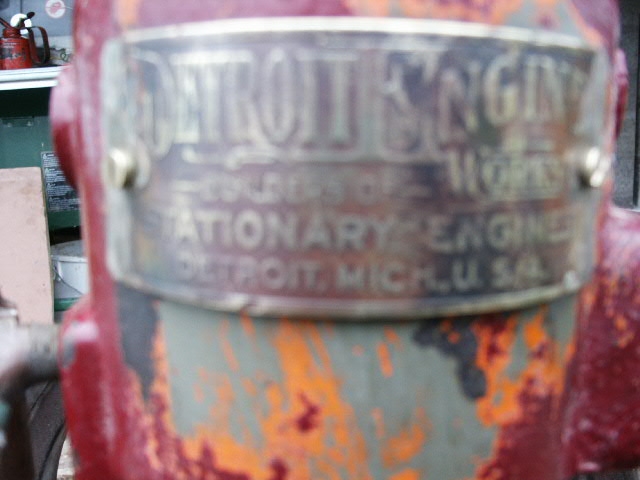 DETROIT ENGINE
WORKS
BUILDERS OF
STATIONARY ENGINES
DETROIT, MICH., U.S.A.